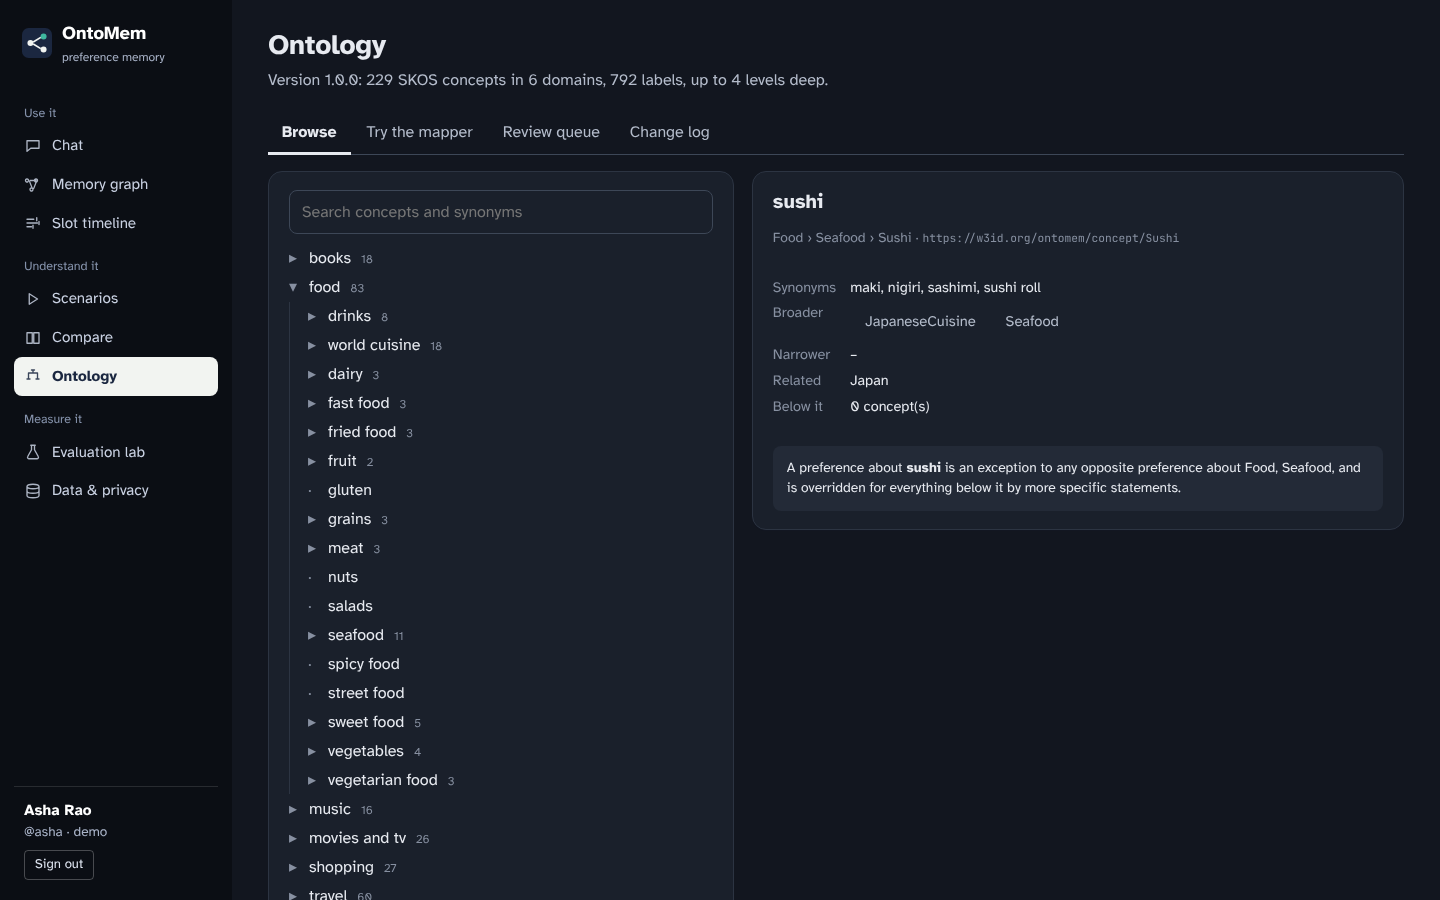 OntoMem
preference memory
Use it
Chat
Memory graph
Slot timeline
Understand it
Scenarios
Compare
Ontology
Measure it
Evaluation lab
Data & privacy
Asha Rao
@asha · demo
Sign out
Ontology
Version 1.0.0: 229 SKOS concepts in 6 domains, 792 labels, up to 4 levels deep.
Browse Try the mapper Review queue Change log
Search concepts and synonyms
▶ books 18
▼ food 83
▶ drinks 8
▶ world cuisine 18
▶ dairy 3
▶ fast food 3
▶ fried food 3
▶ fruit 2
· gluten
▶ grains 3
▶ meat 3
· nuts
· salads
▶ seafood 11
· spicy food
· street food
▶ sweet food 5
▶ vegetables 4
▶ vegetarian food 3
▶ music 16
▶ movies and tv 26
▶ shopping 27
▶ travel 60
sushi
Food › Seafood › Sushi · https://w3id.org/ontomem/concept/Sushi
Synonyms maki, nigiri, sashimi, sushi roll
Broader JapaneseCuisine Seafood
Narrower –
Related Japan
Below it 0 concept(s)
A preference about sushi is an exception to any opposite preference about Food, Seafood, and
is overridden for everything below it by more specific statements.